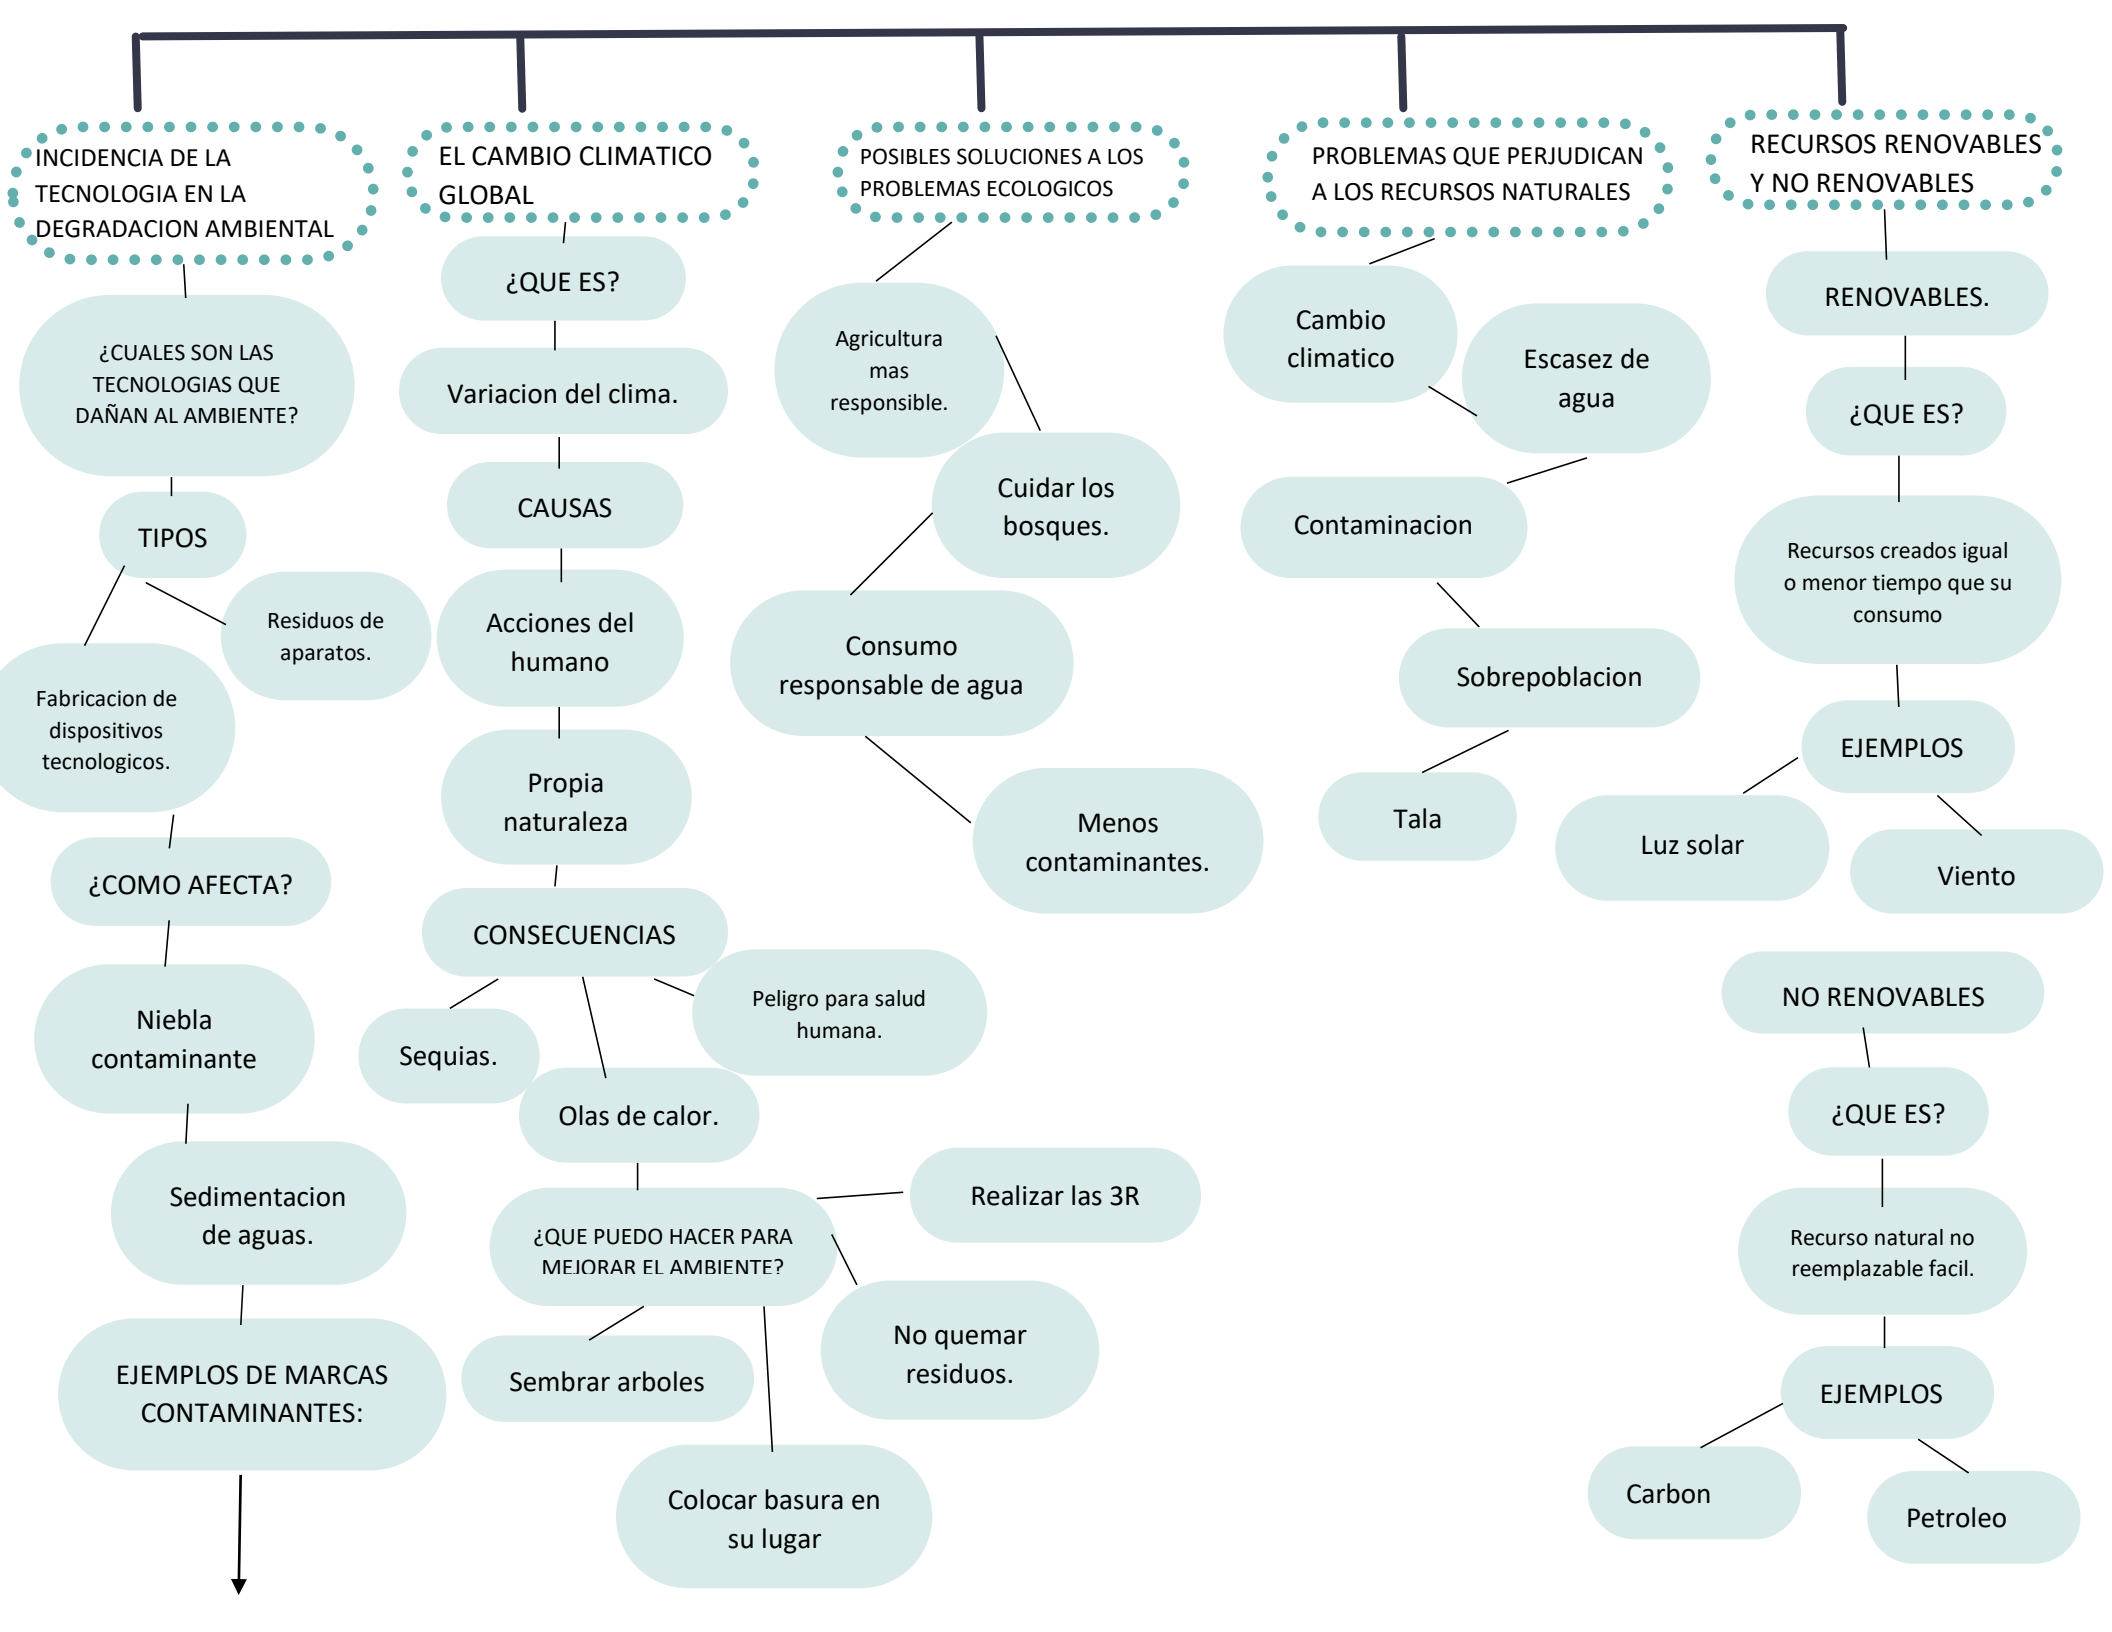 INCIDENCIA DE LA
TECNOLOGIA EN LA
DEGRADACION AMBIENTAL
¿CUALES SON LAS
TECNOLOGIAS QUE
DAÑAN AL AMBIENTE?
TIPOS
Residuos de
aparatos.
Fabricacion de
dispositivos
tecnologicos.
¿COMO AFECTA?
Niebla
contaminante
Sedimentacion
de aguas.
EJEMPLOS DE MARCAS
CONTAMINANTES:
EL CAMBIO CLIMATICO
GLOBAL
¿QUE ES?
Variacion del clima.
CAUSAS
Acciones del
humano
Propia
naturaleza
CONSECUENCIAS
Sequias.
Olas de calor.
Peligro para salud
humana.
¿QUE PUEDO HACER PARA
MEJORAR EL AMBIENTE?
Realizar las 3R
No quemar
residuos.
Sembrar arboles
Colocar basura en
su lugar
POSIBLES SOLUCIONES A LOS
PROBLEMAS ECOLOGICOS
Agricultura
mas
responsible.
Cuidar los
bosques.
Consumo
responsable de agua
Menos
contaminantes.
PROBLEMAS QUE PERJUDICAN
A LOS RECURSOS NATURALES
Cambio
climatico
Escasez de
agua
Contaminacion
Sobrepoblacion
Tala
RECURSOS RENOVABLES
Y NO RENOVABLES
RENOVABLES.
¿QUE ES?
Recursos creados igual
o menor tiempo que su
consumo
EJEMPLOS
Luz solar
Viento
NO RENOVABLES
¿QUE ES?
Recurso natural no
reemplazable facil.
EJEMPLOS
Carbon
Petroleo